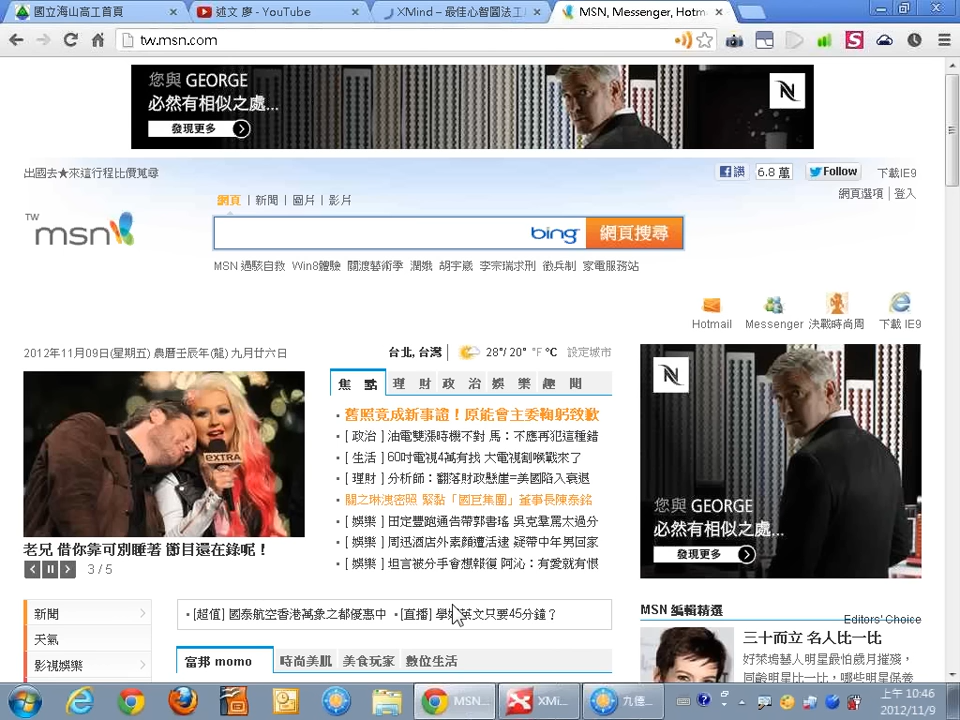 國立海山高工首頁
述文 廖 - YouTube
XMind – 最佳心智圖法工
MSN, Messenger, Hotm
tw.msn.com
您與 GEORGE
必然有相似之處...
發現更多
出國去★來這行程比價蒐尋
讚
6.8 萬
Follow
下載IE9
網頁選項 | 登入
網頁 | 新聞 | 圖片 | 影片
TW
msn
bing
網頁搜尋
MSN 過駭自救 Win8體驗 關渡藝術季 潤娥 胡宇崴 李宗瑞求刑 徵兵制 家電服務站
Hotmail
Messenger
決戰時尚周
下載 IE9
2012年11月09日(星期五) 農曆壬辰年(龍) 九月廿六日
台北, 台灣
28°/ 20° °F °C 設定城市
焦 點
理 財
政 治
娛 樂
趣 聞
舊照竟成新事證！原能會主委鞠躬致歉
[ 政治 ] 油電雙漲時機不對 馬：不應再犯這種錯
[ 生活 ] 60吋電視4萬有找 大電視割喉戰來了
[ 理財 ] 分析師：翻落財政懸崖=美國陷入衰退
關之琳洩密照 緊黏「國巨集團」董事長陳泰銘
[ 娛樂 ] 田定豐跑通告帶郭書瑤 吳克羣罵太過分
[ 娛樂 ] 周迅酒店外素顏遭活逮 疑帶中年男回家
[ 娛樂 ] 坦言被分手會想報復 阿沁：有愛就有恨
EXTRA
老兄 借你靠可別睡著 節目還在錄呢！
3 / 5
您與 GEORGE
必然有相似之處...
發現更多
新聞
天氣
影視娛樂
[超值] 國泰航空香港萬象之都優惠中
[直播] 學 英文只要45分鐘？
富邦 momo
時尚美肌
美食玩家
數位生活
MSN 編輯精選
Editors' Choice
三十而立 名人比一比
好萊塢藝人明星最怕歲月摧殘，
同齡明星比一比，哪些明星保養
MSN...
XMi...
九德...
上午 10:46
2012/11/9